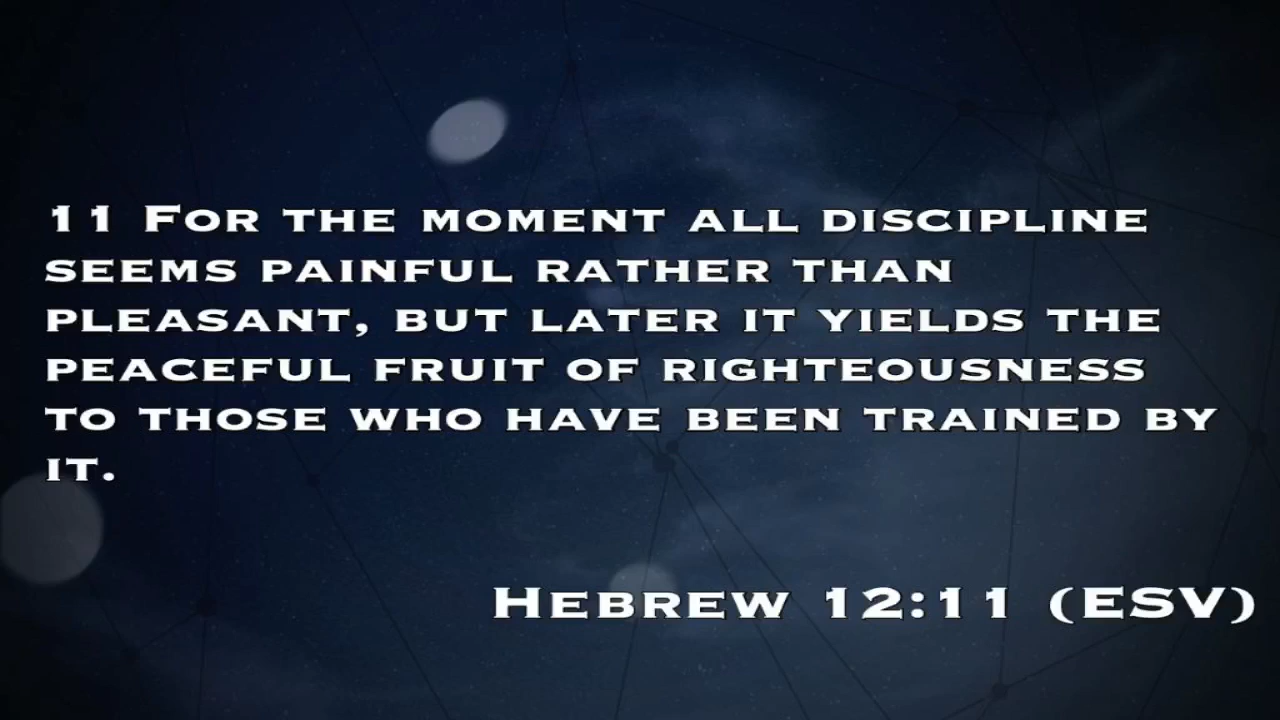 11 For the moment all discipline
seems painful rather than
pleasant, but later it yields the
peaceful fruit of righteousness
to those who have been trained by
it.
Hebrew 12:11 (ESV)